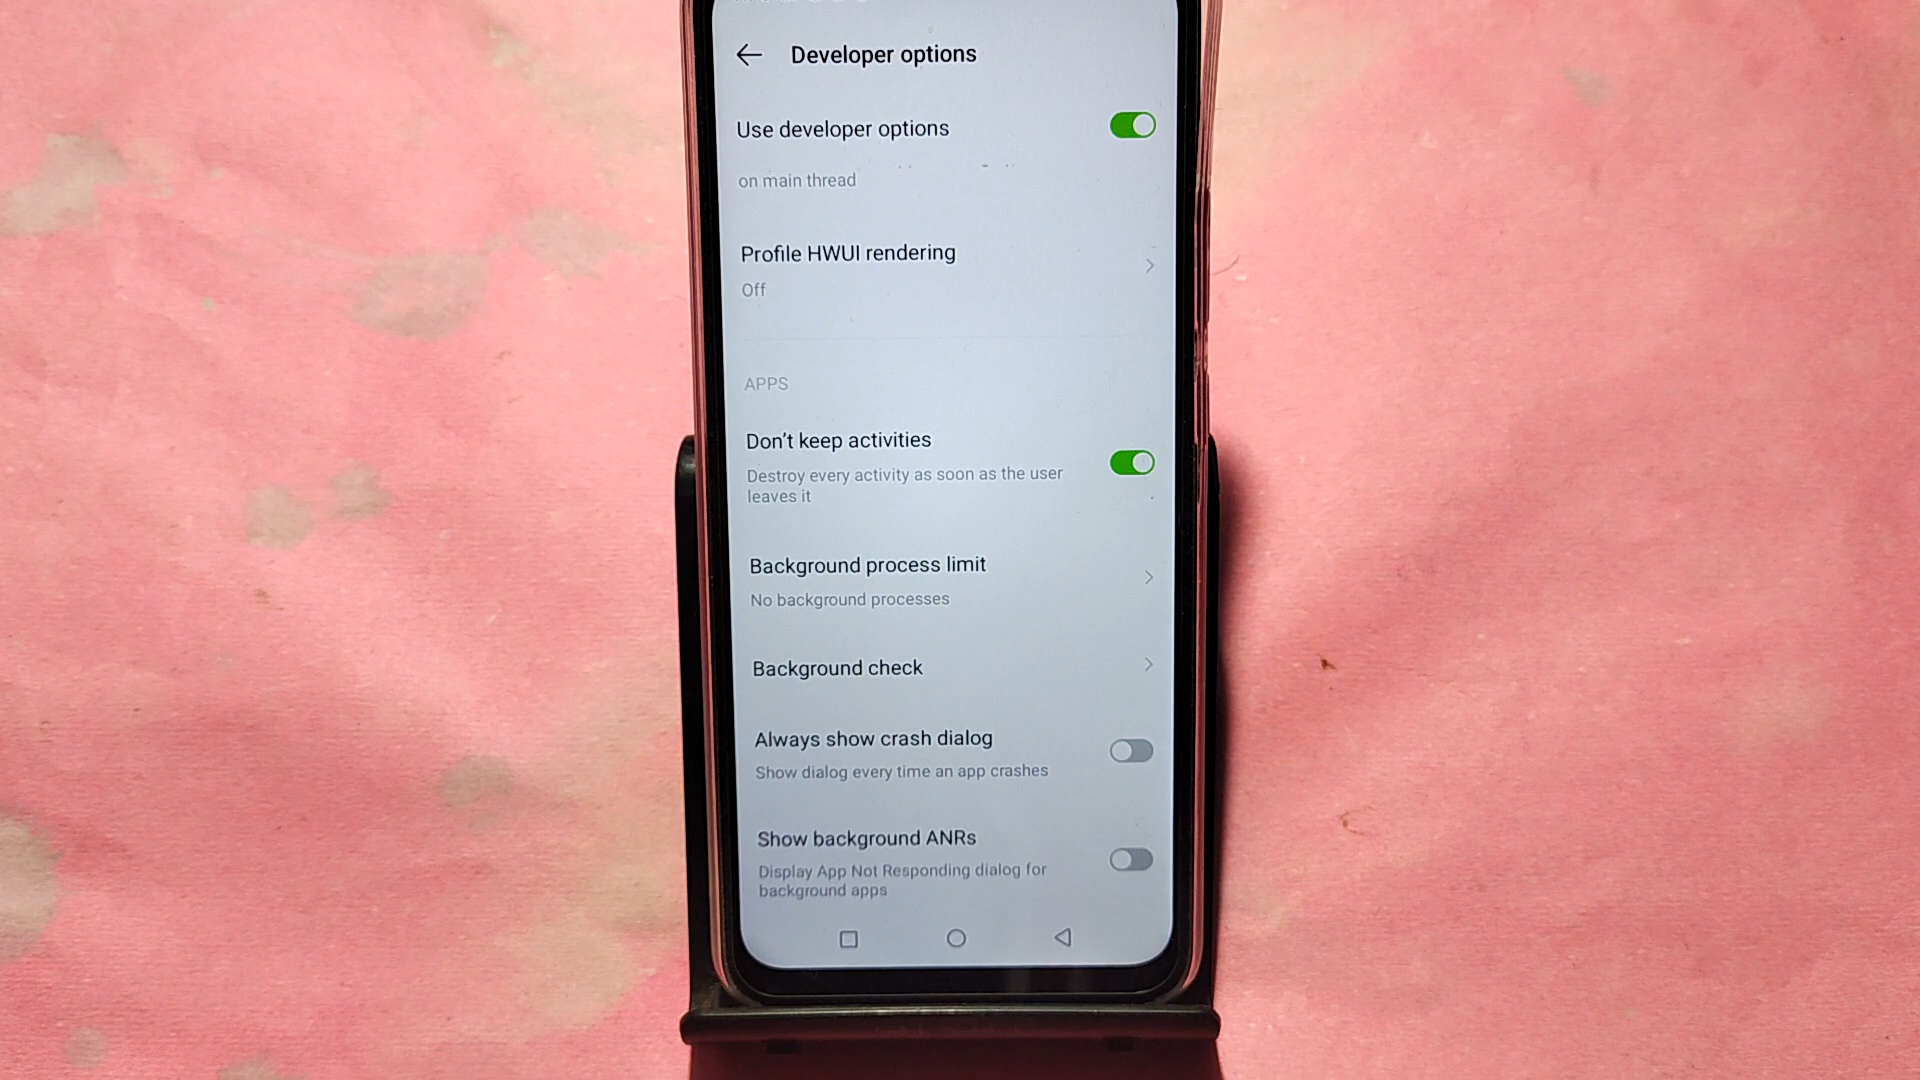 Developer options
Use developer options
on main thread
Profile HWUI rendering
Off
APPS
Don't keep activities
Destroy every activity as soon as the user
leaves it
Background process limit
No background processes
Background check
Always show crash dialog
Show dialog every time an app crashes
Show background ANRs
Display App Not Responding dialog for
background apps